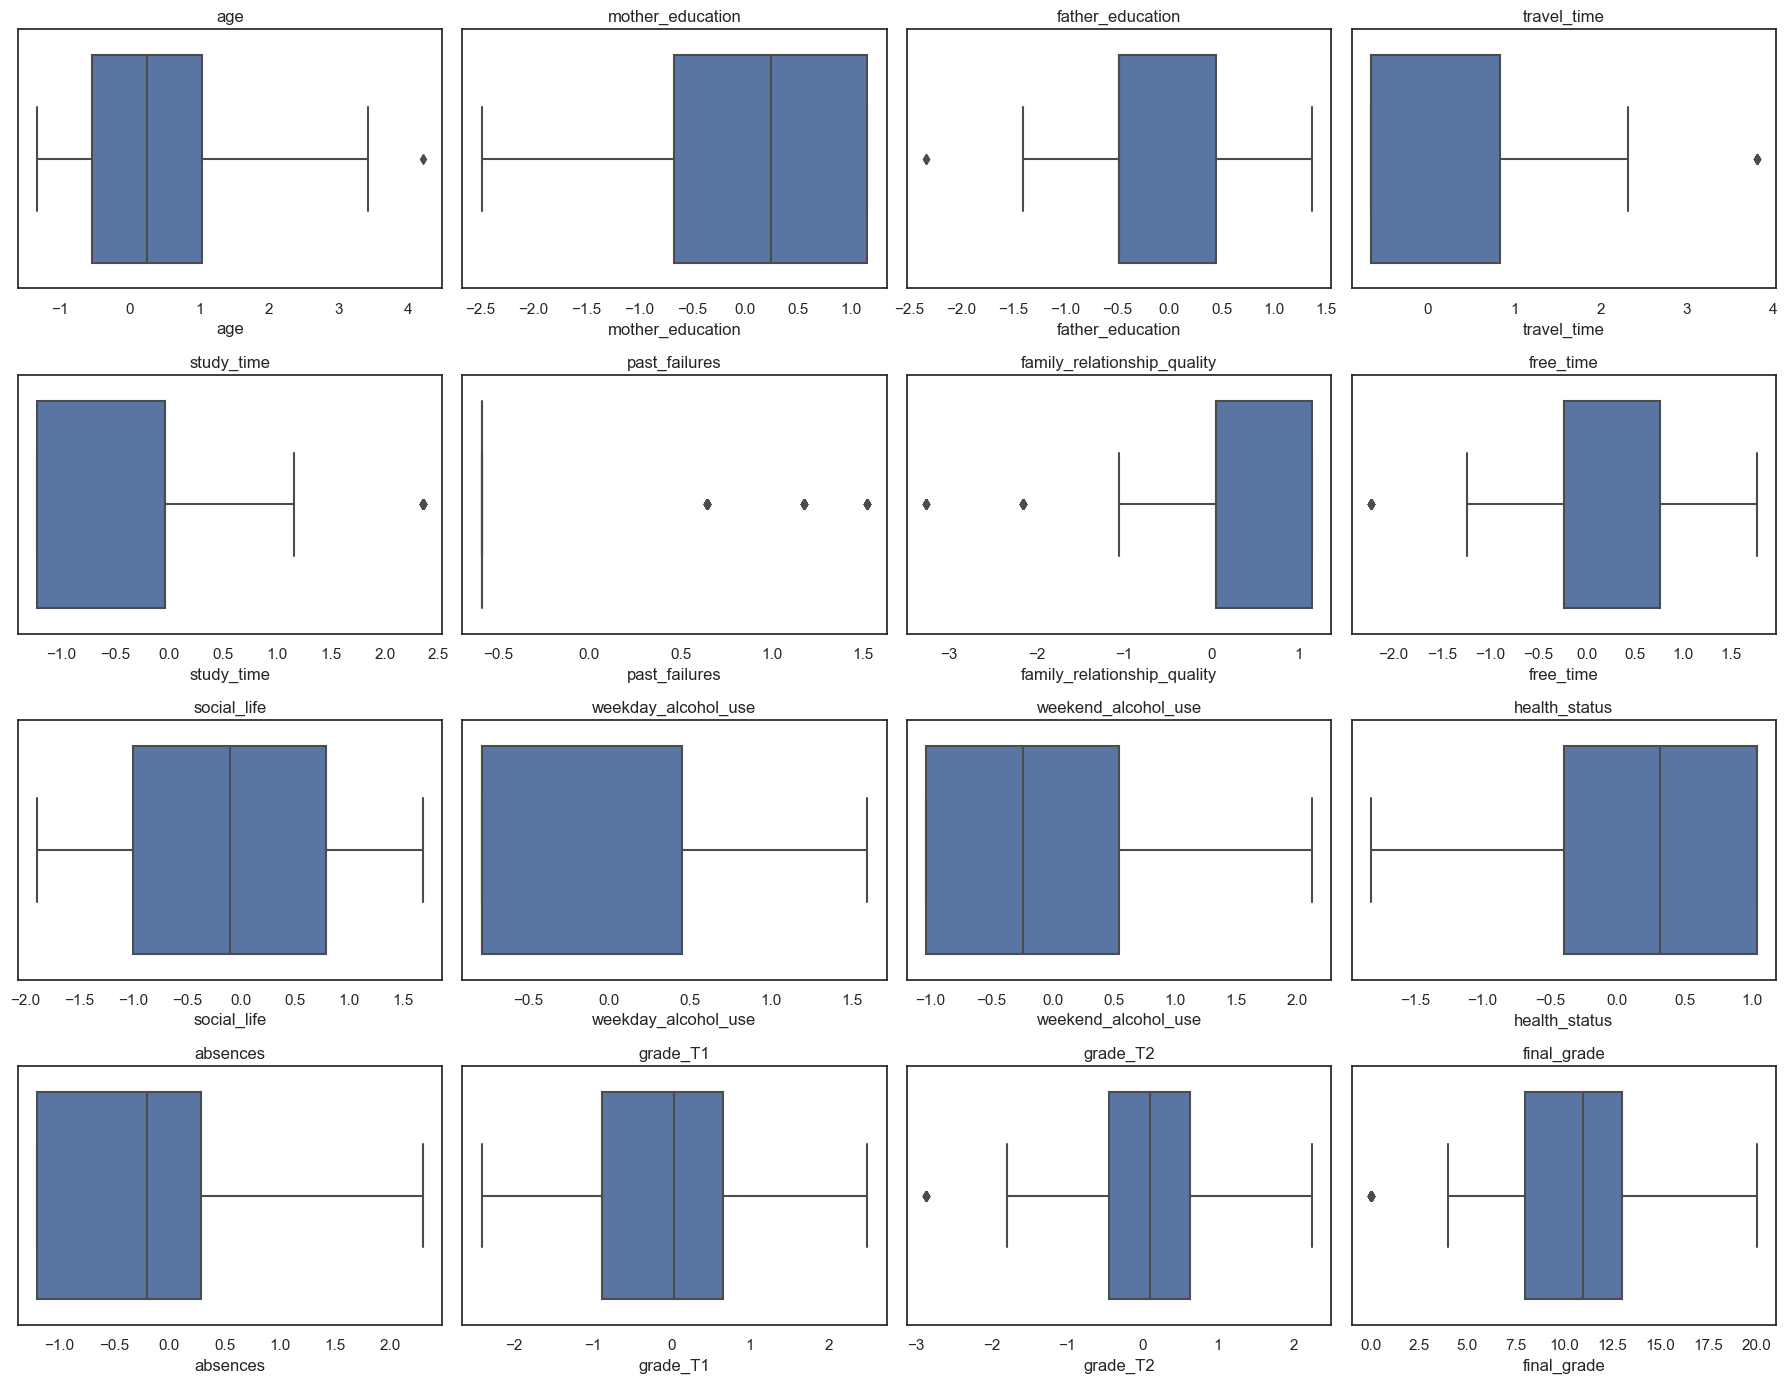 age mother_education father_education travel_time
−1 0 1 2 3 4 −2.5 −2.0 −1.5 −1.0 −0.5 0.0 0.5 1.0 −2.5 −2.0 −1.5 −1.0 −0.5 0.0 0.5 1.0 1.5 0 1 2 3 4
age mother_education father_education travel_time
study_time past_failures family_relationship_quality free_time
−1.0 −0.5 0.0 0.5 1.0 1.5 2.0 2.5 −0.5 0.0 0.5 1.0 1.5 −3 −2 −1 0 1 −2.0 −1.5 −1.0 −0.5 0.0 0.5 1.0 1.5
study_time past_failures family_relationship_quality free_time
social_life weekday_alcohol_use weekend_alcohol_use health_status
−2.0 −1.5 −1.0 −0.5 0.0 0.5 1.0 1.5 −0.5 0.0 0.5 1.0 1.5 −1.0 −0.5 0.0 0.5 1.0 1.5 2.0 −1.5 −1.0 −0.5 0.0 0.5 1.0
social_life weekday_alcohol_use weekend_alcohol_use health_status
absences grade_T1 grade_T2 final_grade
−1.0 −0.5 0.0 0.5 1.0 1.5 2.0 −2 −1 0 1 2 −3 −2 −1 0 1 2 0.0 2.5 5.0 7.5 10.0 12.5 15.0 17.5 20.0
absences grade_T1 grade_T2 final_grade